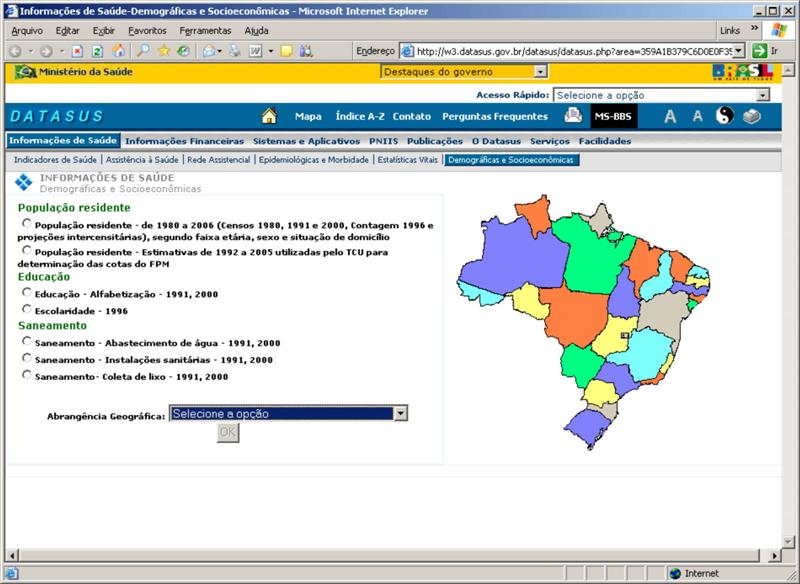 Informações de Saúde-Demográficas e Socioeconômicas - Microsoft Internet Explorer
Arquivo Editar Exibir Favoritos Ferramentas Ajuda Links »
Endereço http://w3.datasus.gov.br/datasus/datasus.php?area=359A1B379C6D0E0F35 Ir
Ministério da Saúde Destaques do governo BRASIL
UM PAÍS DE TODOS
Acesso Rápido: Selecione a opção
DATASUS Mapa Índice A-Z Contato Perguntas Frequentes MS-BBS A A
Informações de Saúde Informações Financeiras Sistemas e Aplicativos PNIIS Publicações O Datasus Serviços Facilidades
Indicadores de Saúde | Assistência à Saúde | Rede Assistencial | Epidemiológicas e Morbidade | Estatísticas Vitais | Demográficas e Socioeconômicas
INFORMAÇÕES DE SAÚDE
Demográficas e Socioeconômicas
População residente
População residente - de 1980 a 2006 (Censos 1980, 1991 e 2000, Contagem 1996 e
projeções intercensitárias), segundo faixa etária, sexo e situação de domicílio
População residente - Estimativas de 1992 a 2005 utilizadas pelo TCU para
determinação das cotas do FPM
Educação
Educação - Alfabetização - 1991, 2000
Escolaridade - 1996
Saneamento
Saneamento - Abastecimento de água - 1991, 2000
Saneamento - Instalações sanitárias - 1991, 2000
Saneamento- Coleta de lixo - 1991, 2000
Abrangência Geográfica: Selecione a opção
OK
Internet